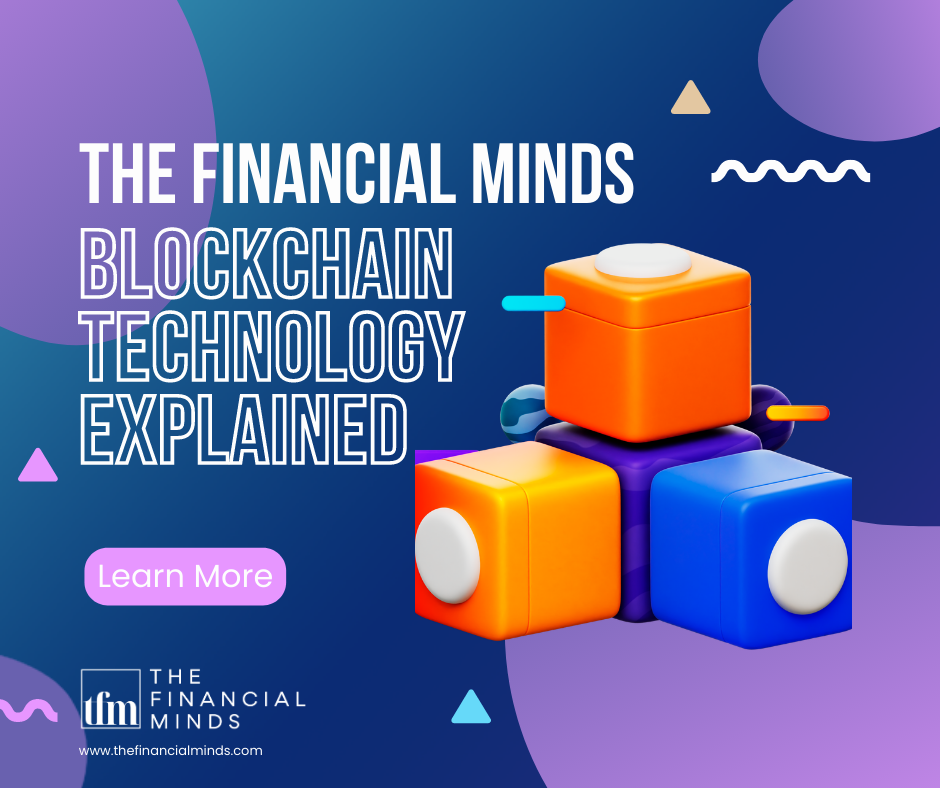 THE FINANCIAL MINDS
BLOCKCHAIN
TECHNOLOGY
EXPLAINED
Learn More
tfm
THE
FINANCIAL
MINDS
www.thefinancialminds.com